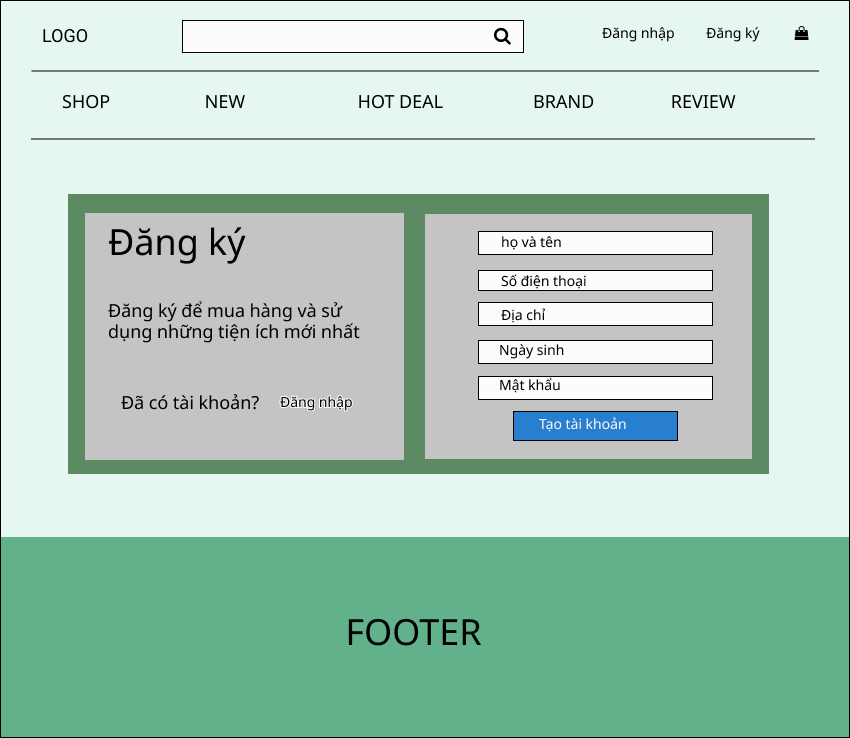 LOGO
Đăng nhập
Đăng ký
SHOP
NEW
HOT DEAL
BRAND
REVIEW
Đăng ký
Đăng ký để mua hàng và sử
dụng những tiện ích mới nhất
Đã có tài khoản?
Đăng nhập
họ và tên
Số điện thoại
Địa chỉ
Ngày sinh
Mật khẩu
Tạo tài khoản
FOOTER